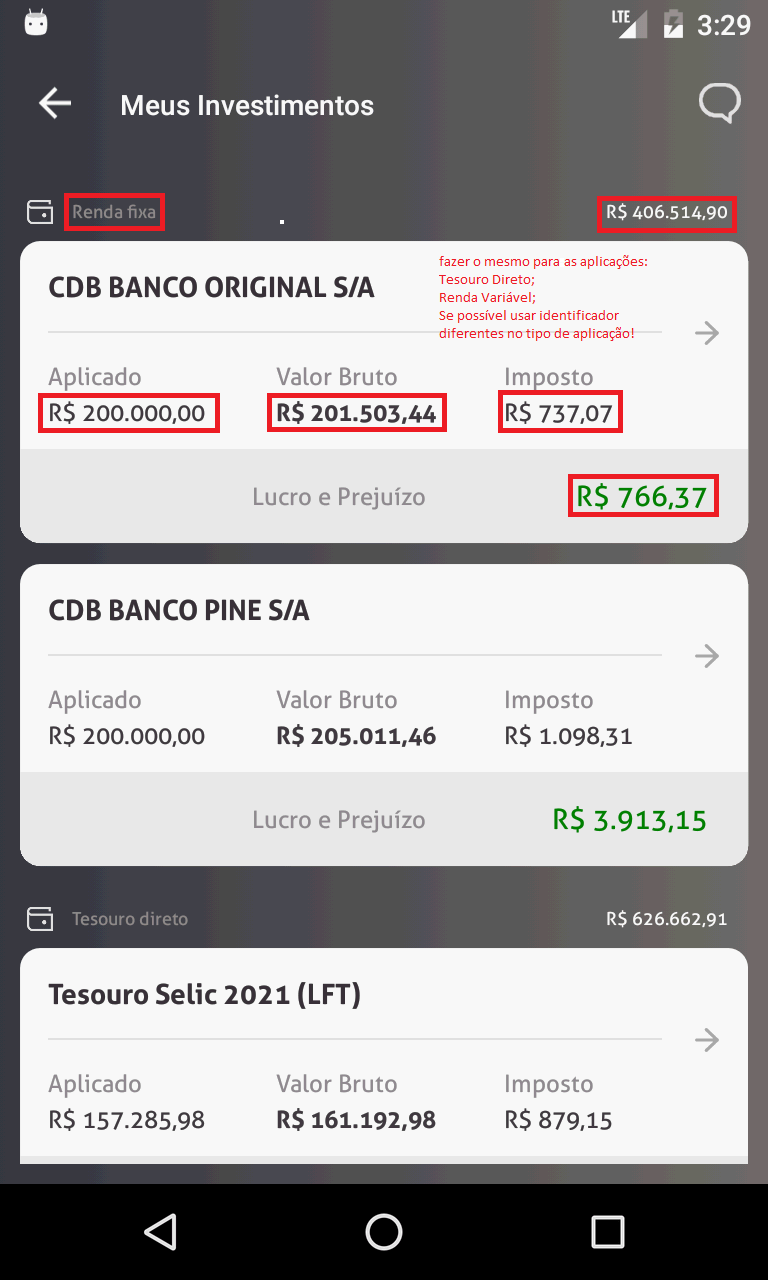 LTE 3:29
Meus Investimentos
Renda fixa R$ 406.514,90
fazer o mesmo para as aplicações:
Tesouro Direto;
Renda Variável;
Se possível usar identificador
diferentes no tipo de aplicação!
CDB BANCO ORIGINAL S/A
Aplicado Valor Bruto Imposto
R$ 200.000,00 R$ 201.503,44 R$ 737,07
Lucro e Prejuízo R$ 766,37
CDB BANCO PINE S/A
Aplicado Valor Bruto Imposto
R$ 200.000,00 R$ 205.011,46 R$ 1.098,31
Lucro e Prejuízo R$ 3.913,15
Tesouro direto R$ 626.662,91
Tesouro Selic 2021 (LFT)
Aplicado Valor Bruto Imposto
R$ 157.285,98 R$ 161.192,98 R$ 879,15